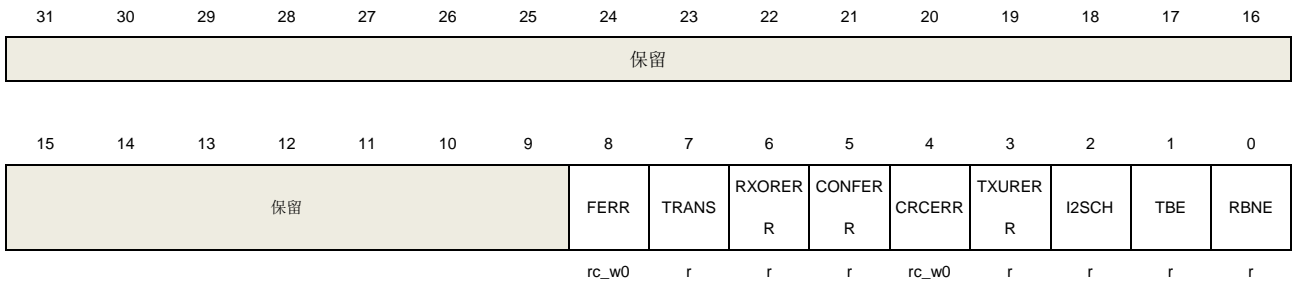 31 30 29 28 27 26 25 24 23 22 21 20 19 18 17 16
保留
15 14 13 12 11 10 9 8 7 6 5 4 3 2 1 0
保留 FERR TRANS RXORER R CONFER R CRCERR TXURER R I2SCH TBE RBNE
rc_w0 r r r rc_w0 r r r r